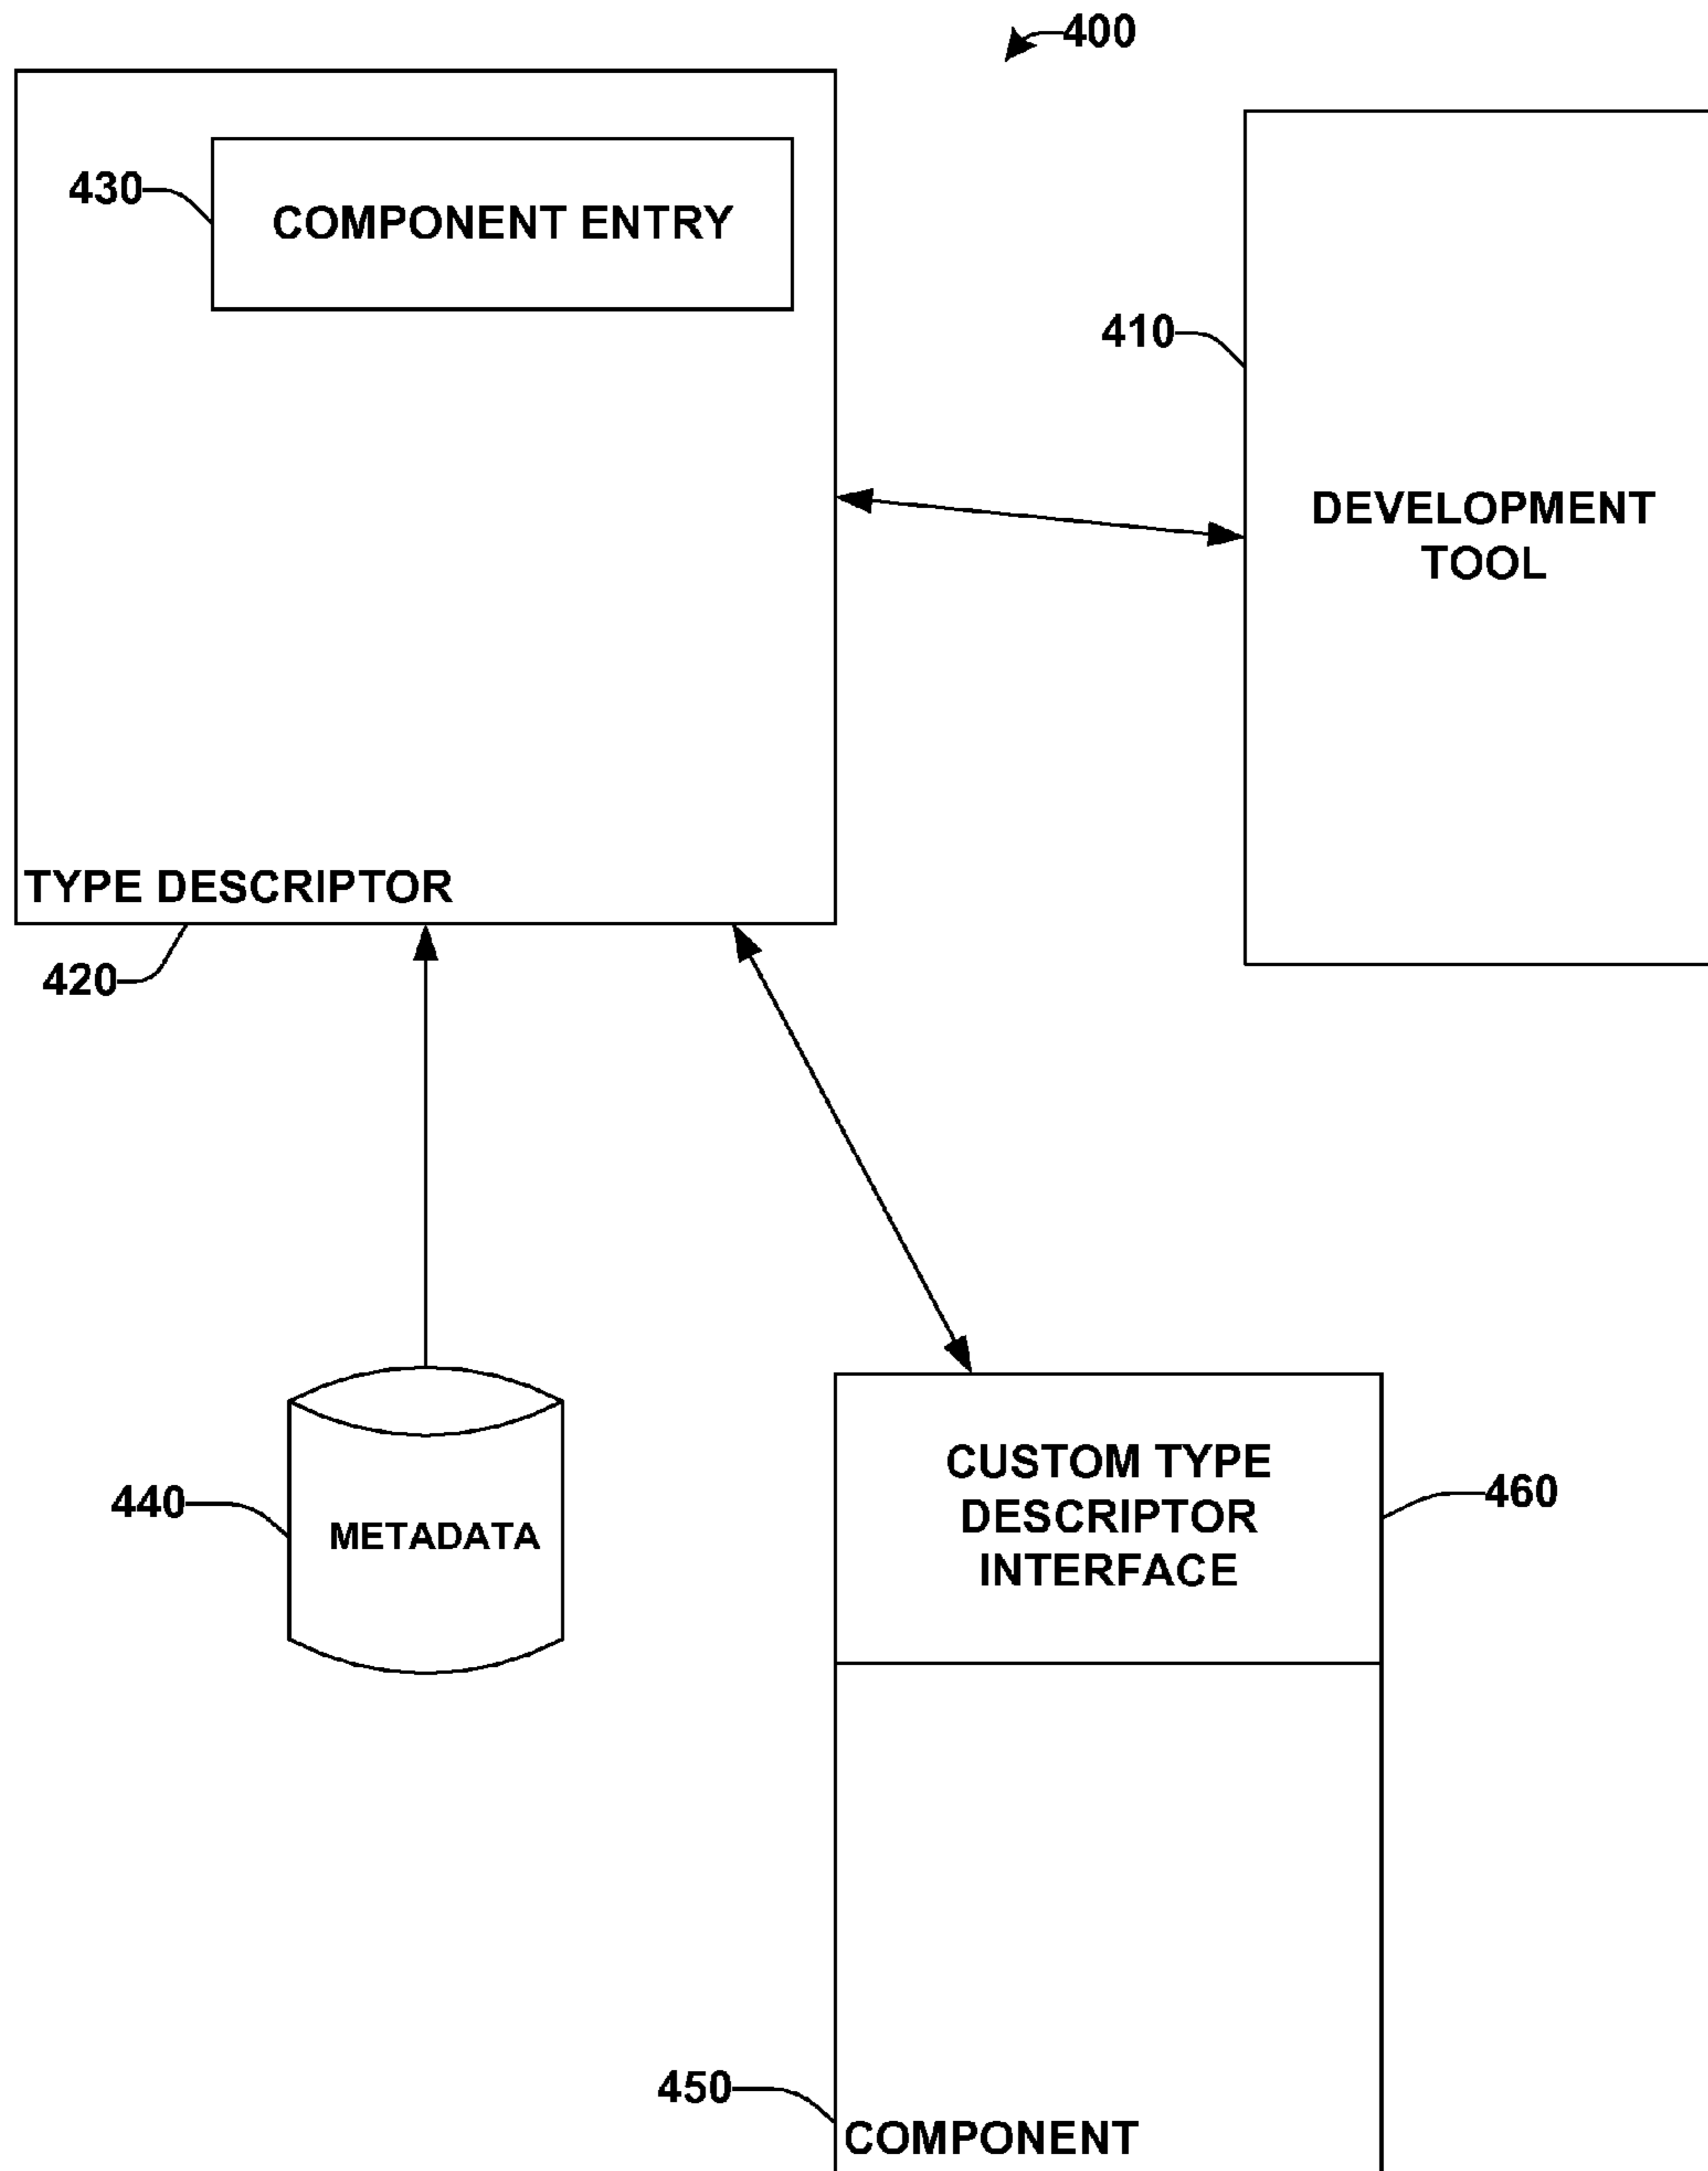 400
430
COMPONENT ENTRY
410
DEVELOPMENT
TOOL
TYPE DESCRIPTOR
420
440
METADATA
CUSTOM TYPE
DESCRIPTOR
INTERFACE
460
450
COMPONENT